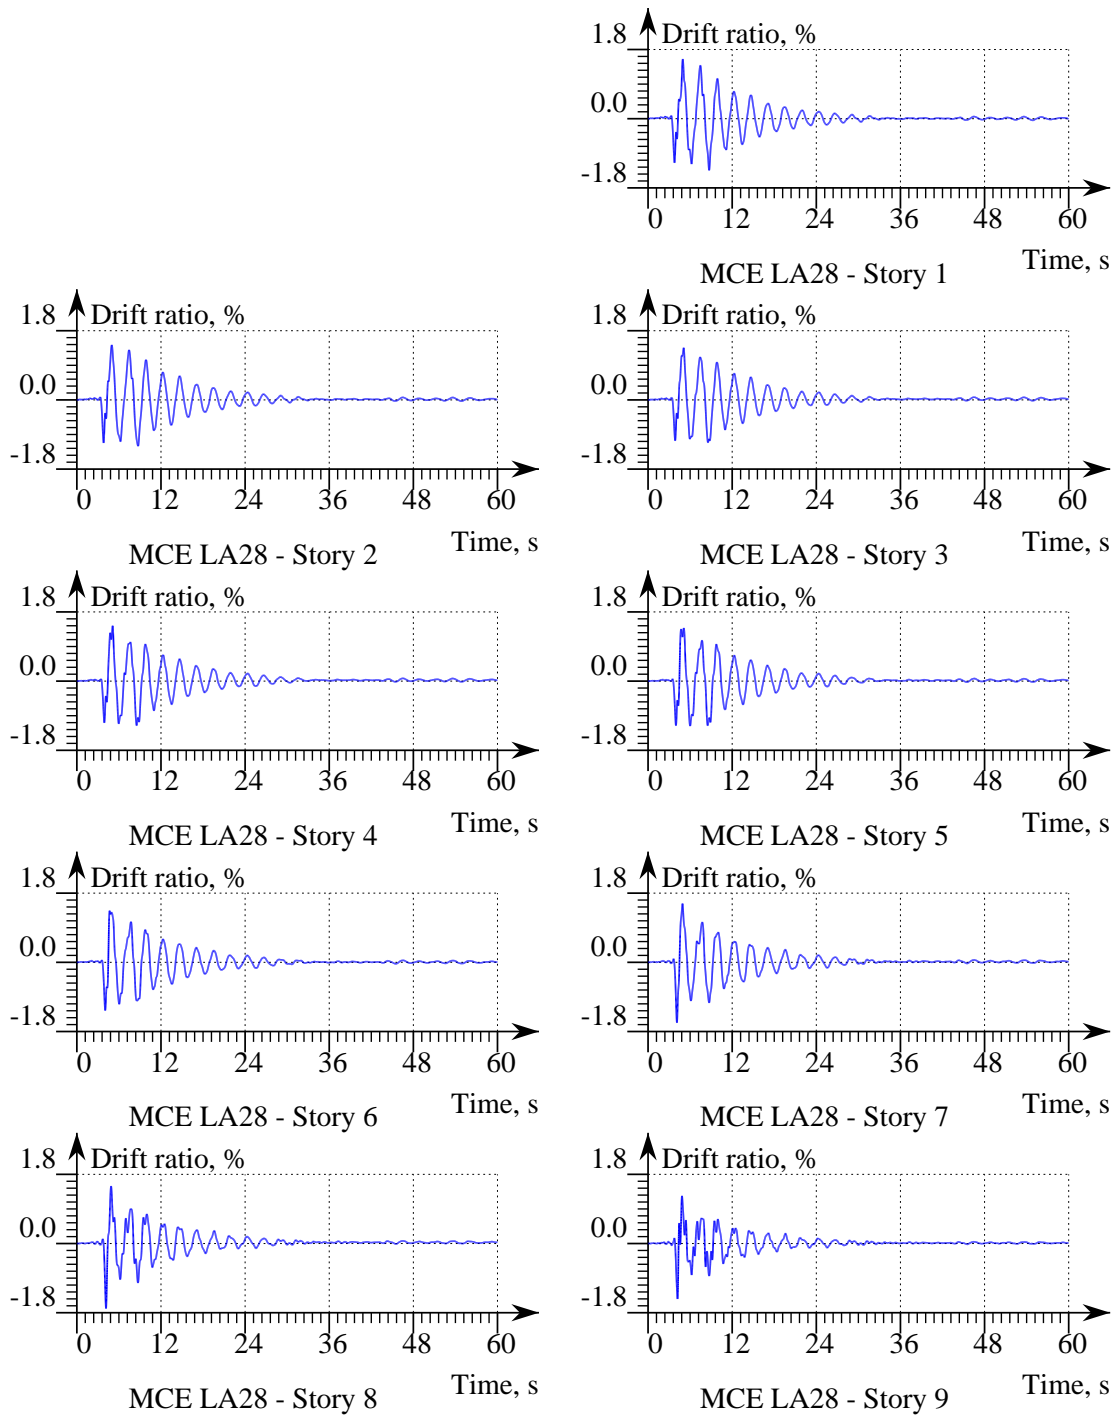 Drift ratio, %
1.8
0.0
-1.8
0 12 24 36 48 60
Time, s
MCE LA28 - Story 1
Drift ratio, %
1.8
0.0
-1.8
0 12 24 36 48 60
Time, s
MCE LA28 - Story 2
Drift ratio, %
1.8
0.0
-1.8
0 12 24 36 48 60
Time, s
MCE LA28 - Story 3
Drift ratio, %
1.8
0.0
-1.8
0 12 24 36 48 60
Time, s
MCE LA28 - Story 4
Drift ratio, %
1.8
0.0
-1.8
0 12 24 36 48 60
Time, s
MCE LA28 - Story 5
Drift ratio, %
1.8
0.0
-1.8
0 12 24 36 48 60
Time, s
MCE LA28 - Story 6
Drift ratio, %
1.8
0.0
-1.8
0 12 24 36 48 60
Time, s
MCE LA28 - Story 7
Drift ratio, %
1.8
0.0
-1.8
0 12 24 36 48 60
Time, s
MCE LA28 - Story 8
Drift ratio, %
1.8
0.0
-1.8
0 12 24 36 48 60
Time, s
MCE LA28 - Story 9